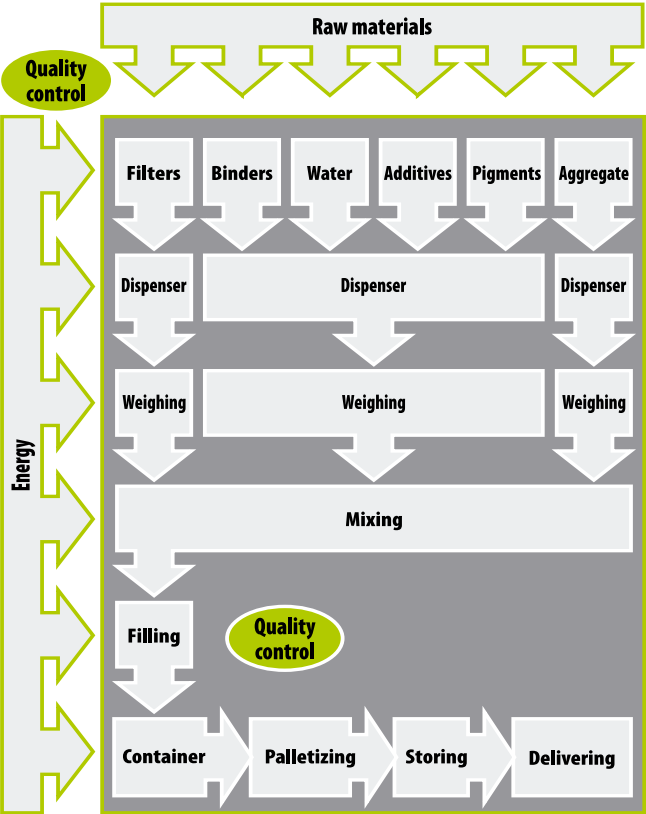 Raw materials
Quality
control
Filters
Binders
Water
Additives
Pigments
Aggregate
Dispenser
Dispenser
Dispenser
Weighing
Weighing
Weighing
Energy
Mixing
Filling
Quality
control
Container
Palletizing
Storing
Delivering